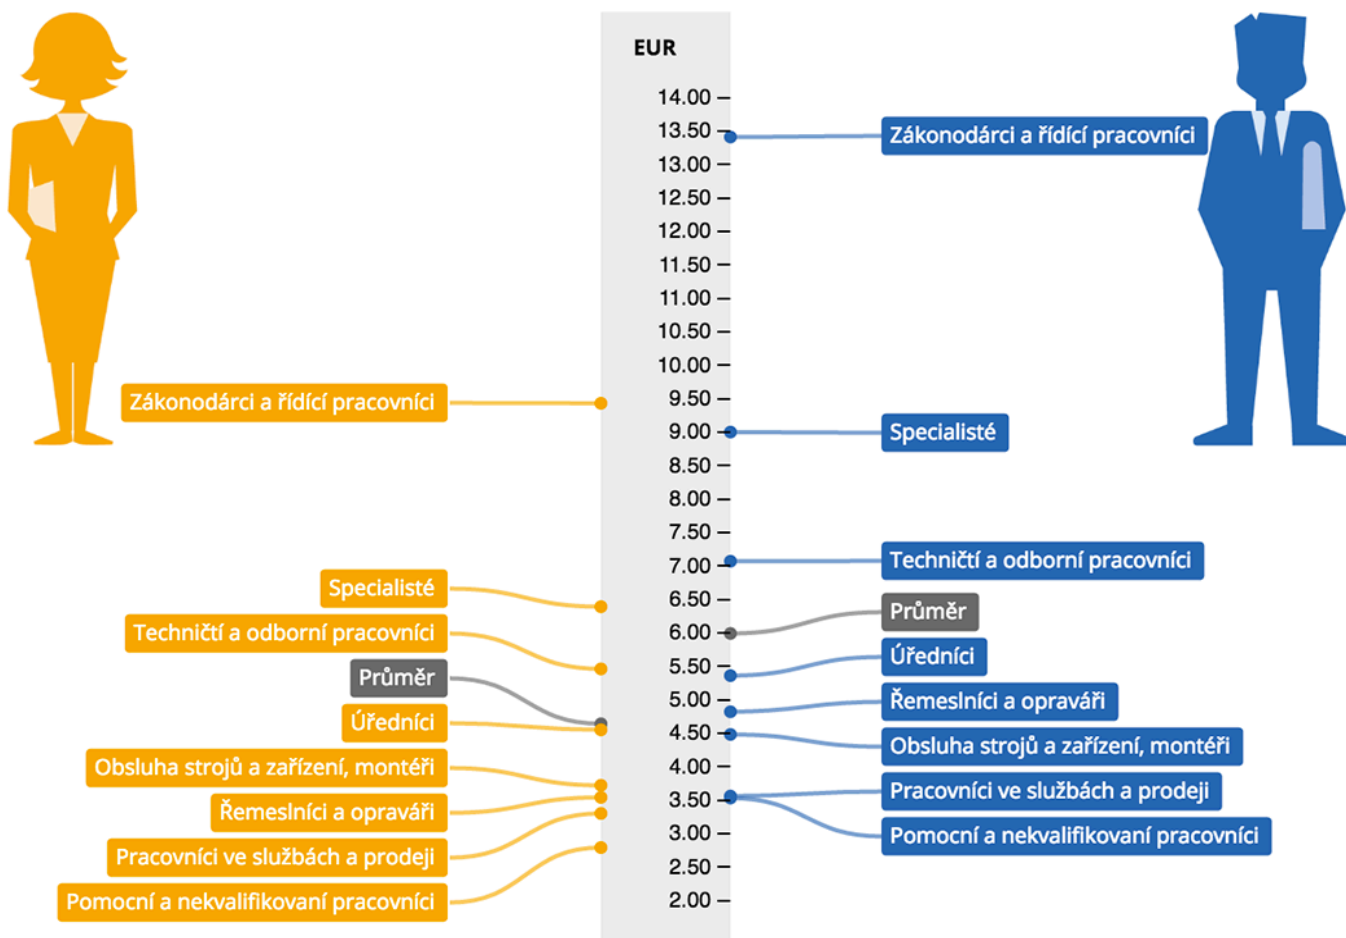 EUR
14.00
13.50
13.00
12.50
12.00
11.50
11.00
10.50
10.00
9.50
9.00
8.50
8.00
7.50
7.00
6.50
6.00
5.50
5.00
4.50
4.00
3.50
3.00
2.50
2.00
Zákonodárci a řídící pracovníci
Specialisté
Techničtí a odborní pracovníci
Průměr
Úředníci
Obsluha strojů a zařízení, montéři
Řemeslníci a opraváři
Pracovníci ve službách a prodeji
Pomocní a nekvalifikovaní pracovníci
Zákonodárci a řídící pracovníci
Specialisté
Techničtí a odborní pracovníci
Průměr
Úředníci
Řemeslníci a opraváři
Obsluha strojů a zařízení, montéři
Pracovníci ve službách a prodeji
Pomocní a nekvalifikovaní pracovníci